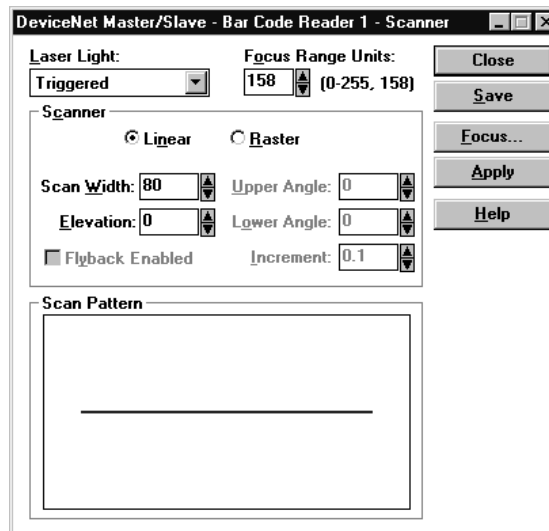 DeviceNet Master/Slave - Bar Code Reader 1 - Scanner
Laser Light:
Triggered
Focus Range Units:
158 (0-255, 158)
Close
Save
Focus...
Apply
Help
Scanner
Linear Raster
Scan Width: 80 Upper Angle: 0
Elevation: 0 Lower Angle: 0
Flyback Enabled Increment: 0.1
Scan Pattern